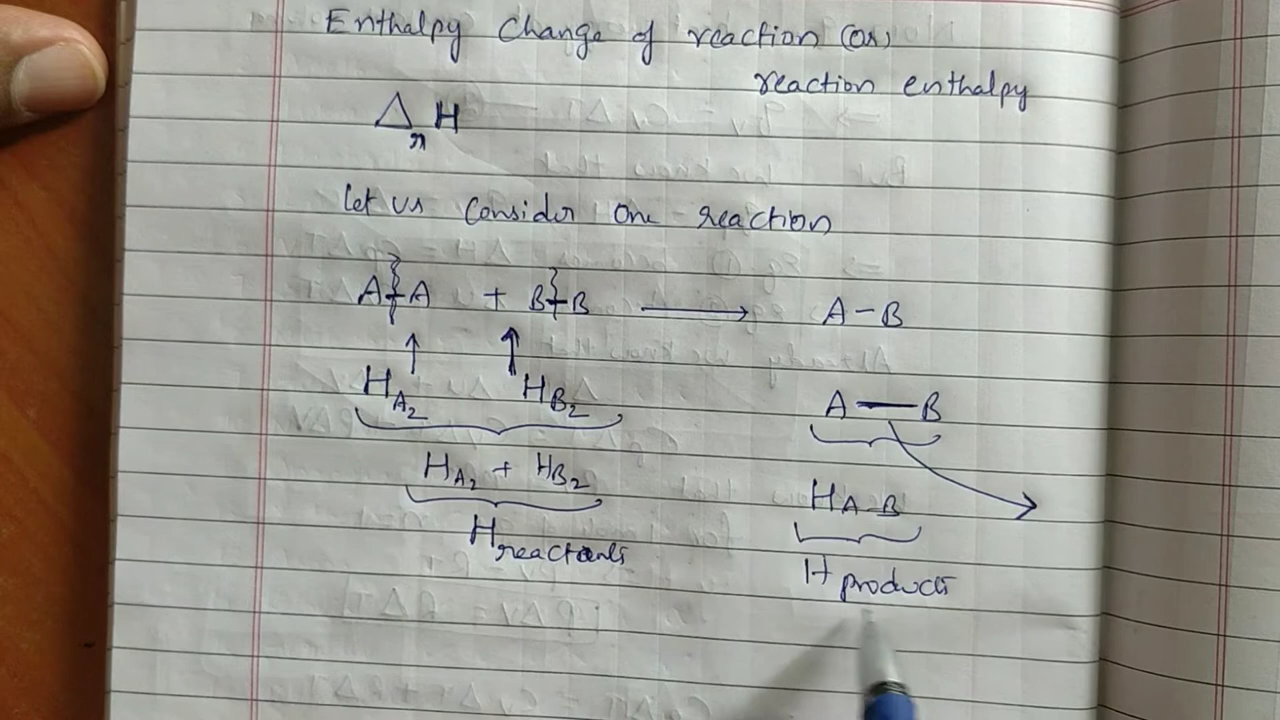 Enthalpy Change of reaction (or)
reaction enthalpy
ΔrH
Let us Consider One reaction
A-A + B-B → A-B
HA2 HB2
A—B
HA2 + HB2
HA-B
Hreactants
Hproducts